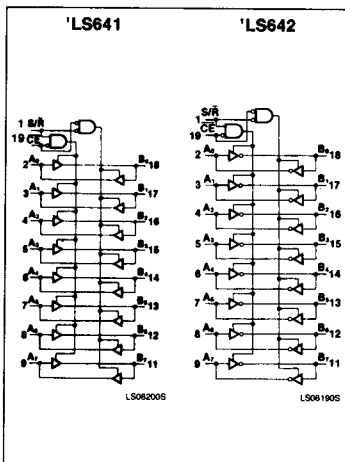 'LS641
1 S/R̄
19 C̄Ē
2 A₀ B₀ 18
3 A₁ B₁ 17
4 A₂ B₂ 16
5 A₃ B₃ 15
6 A₄ B₄ 14
7 A₅ B₅ 13
8 A₆ B₆ 12
9 A₇ B₇ 11
LS08200S
'LS642
S/R̄
1
C̄Ē
19
2 A₀ B₀ 18
3 A₁ B₁ 17
4 A₂ B₂ 16
5 A₃ B₃ 15
6 A₄ B₄ 14
7 A₅ B₅ 13
8 A₆ B₆ 12
9 A₇ B₇ 11
LS08190S